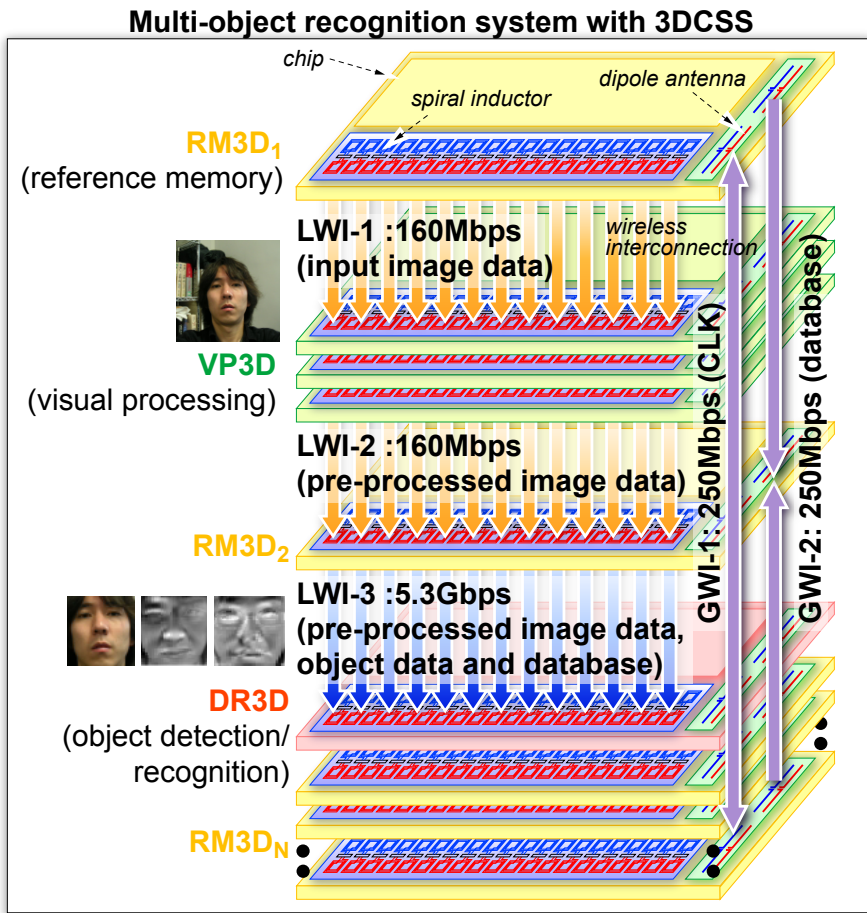 Multi-object recognition system with 3DCSS
chip
dipole antenna
spiral inductor
RM3D1
(reference memory)
LWI-1 :160Mbps
(input image data)
wireless
interconnection
VP3D
(visual processing)
LWI-2 :160Mbps
(pre-processed image data)
RM3D2
GWI-1: 250Mbps (CLK)
GWI-2: 250Mbps (database)
LWI-3 :5.3Gbps
(pre-processed image data,
object data and database)
DR3D
(object detection/
recognition)
RM3DN